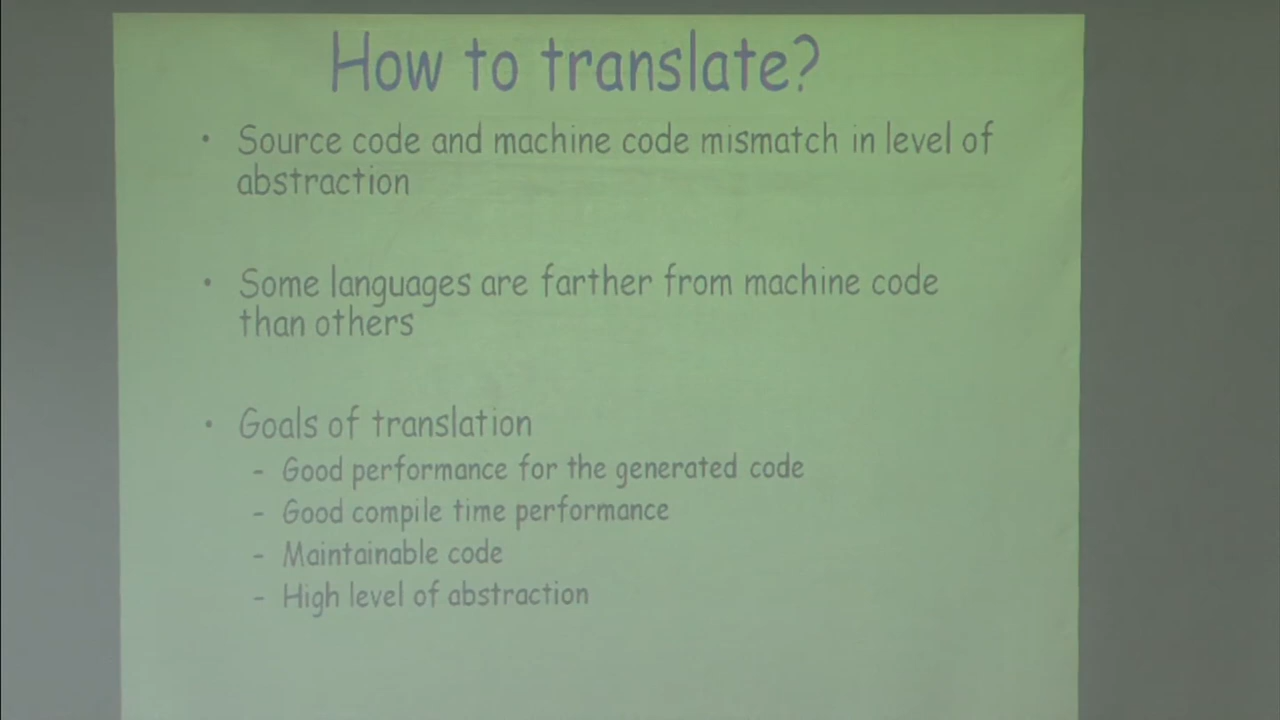 How to translate?
• Source code and machine code mismatch in level of
abstraction
• Some languages are farther from machine code
than others
• Goals of translation
– Good performance for the generated code
– Good compile time performance
– Maintainable code
– High level of abstraction